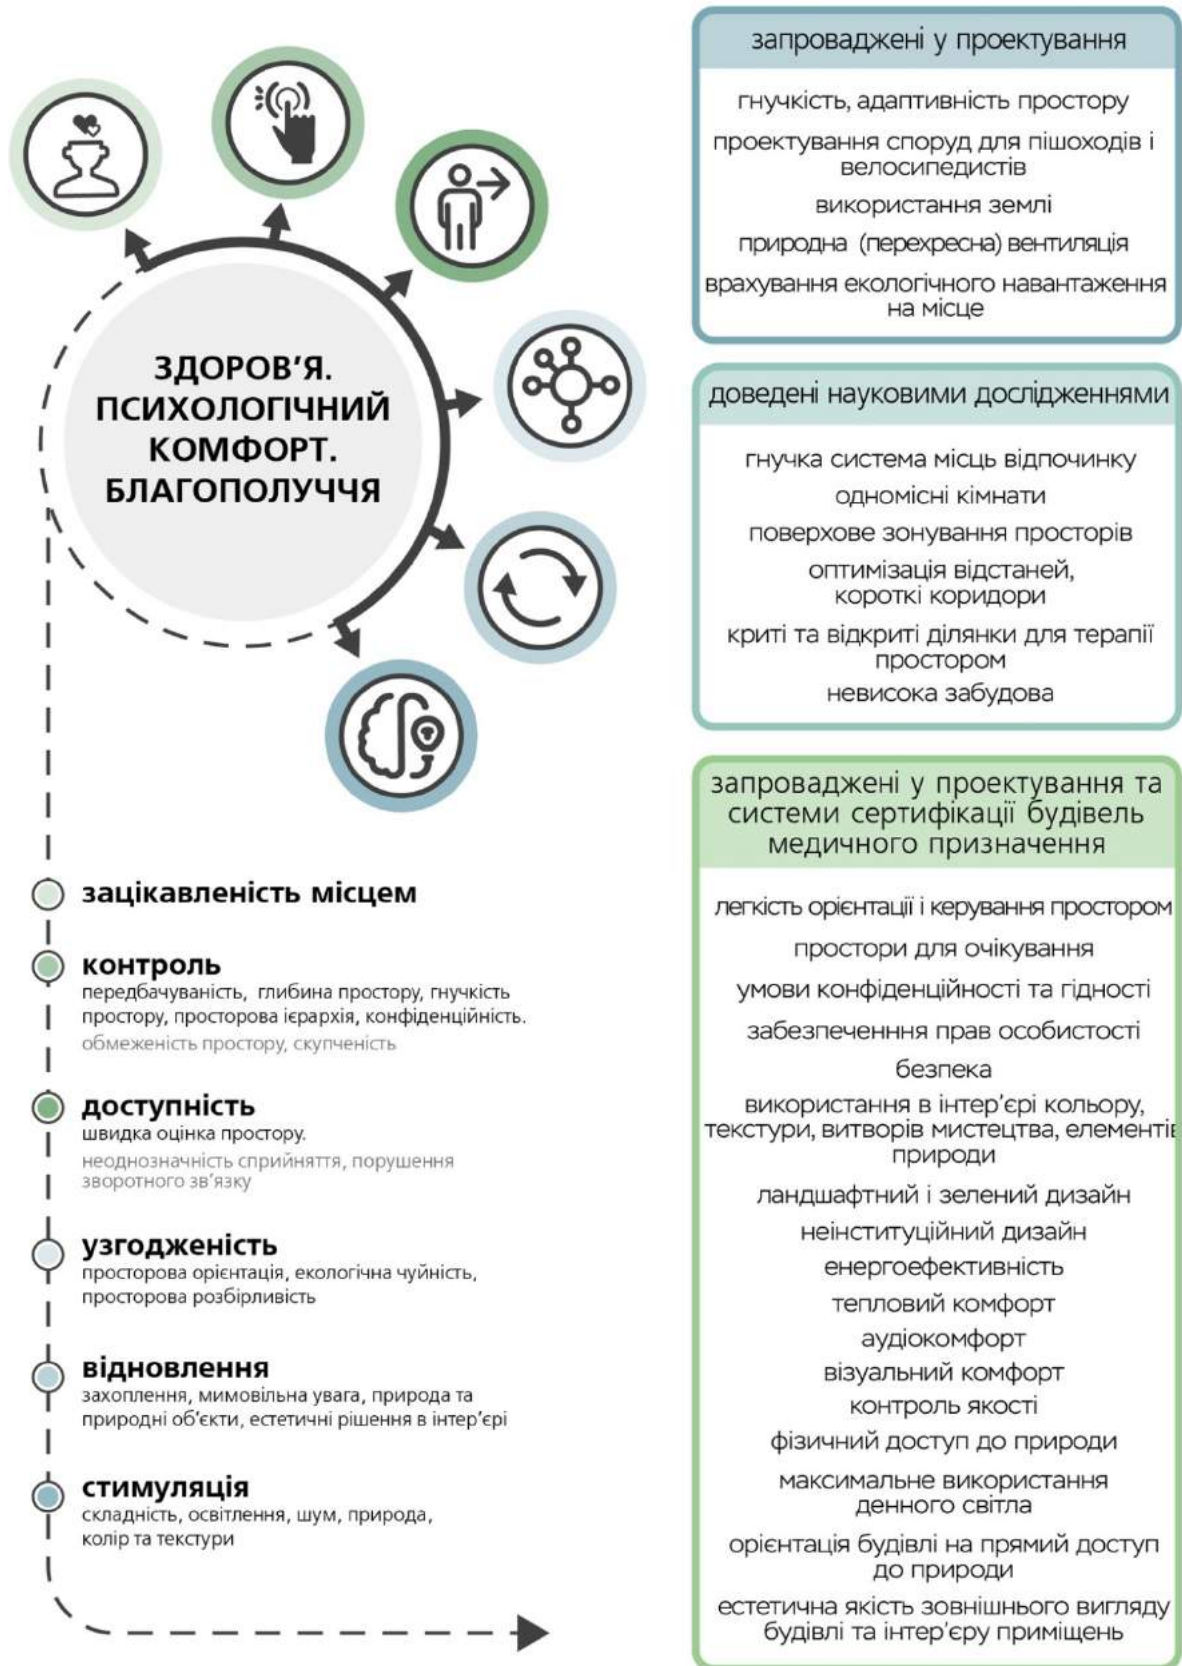 ЗДОРОВ'Я.
ПСИХОЛОГІЧНИЙ
КОМФОРТ.
БЛАГОПОЛУЧЧЯ
зацікавленість місцем
контроль
передбачуваність, глибина простору, гнучкість
простору, просторова ієрархія, конфіденційність.
обмеженість простору, скупченість
доступність
швидка оцінка простору.
неоднозначність сприйняття, порушення
зворотного зв'язку
узгодженість
просторова орієнтація, екологічна чуйність,
просторова розбірливість
відновлення
захоплення, мимовільна увага, природа та
природні об'єкти, естетичні рішення в інтер'єрі
стимуляція
складність, освітлення, шум, природа,
колір та текстури
запроваджені у проектування
гнучкість, адаптивність простору
проектування споруд для пішоходів і
велосипедистів
використання землі
природна (перехресна) вентиляція
врахування екологічного навантаження
на місце
доведені науковими дослідженнями
гнучка система місць відпочинку
одномісні кімнати
поверхове зонування просторів
оптимізація відстаней,
короткі коридори
криті та відкриті ділянки для терапії
простором
невисока забудова
запроваджені у проектування та
системи сертифікації будівель
медичного призначення
легкість орієнтації і керування простором
простори для очікування
умови конфіденційності та гідності
забезпеченння прав особистості
безпека
використання в інтер'єрі кольору,
текстури, витворів мистецтва, елементів
природи
ландшафтний і зелений дизайн
неінституційний дизайн
енергоефективність
тепловий комфорт
аудіокомфорт
візуальний комфорт
контроль якості
фізичний доступ до природи
максимальне використання
денного світла
орієнтація будівлі на прямий доступ
до природи
естетична якість зовнішнього вигляду
будівлі та інтер'єру приміщень